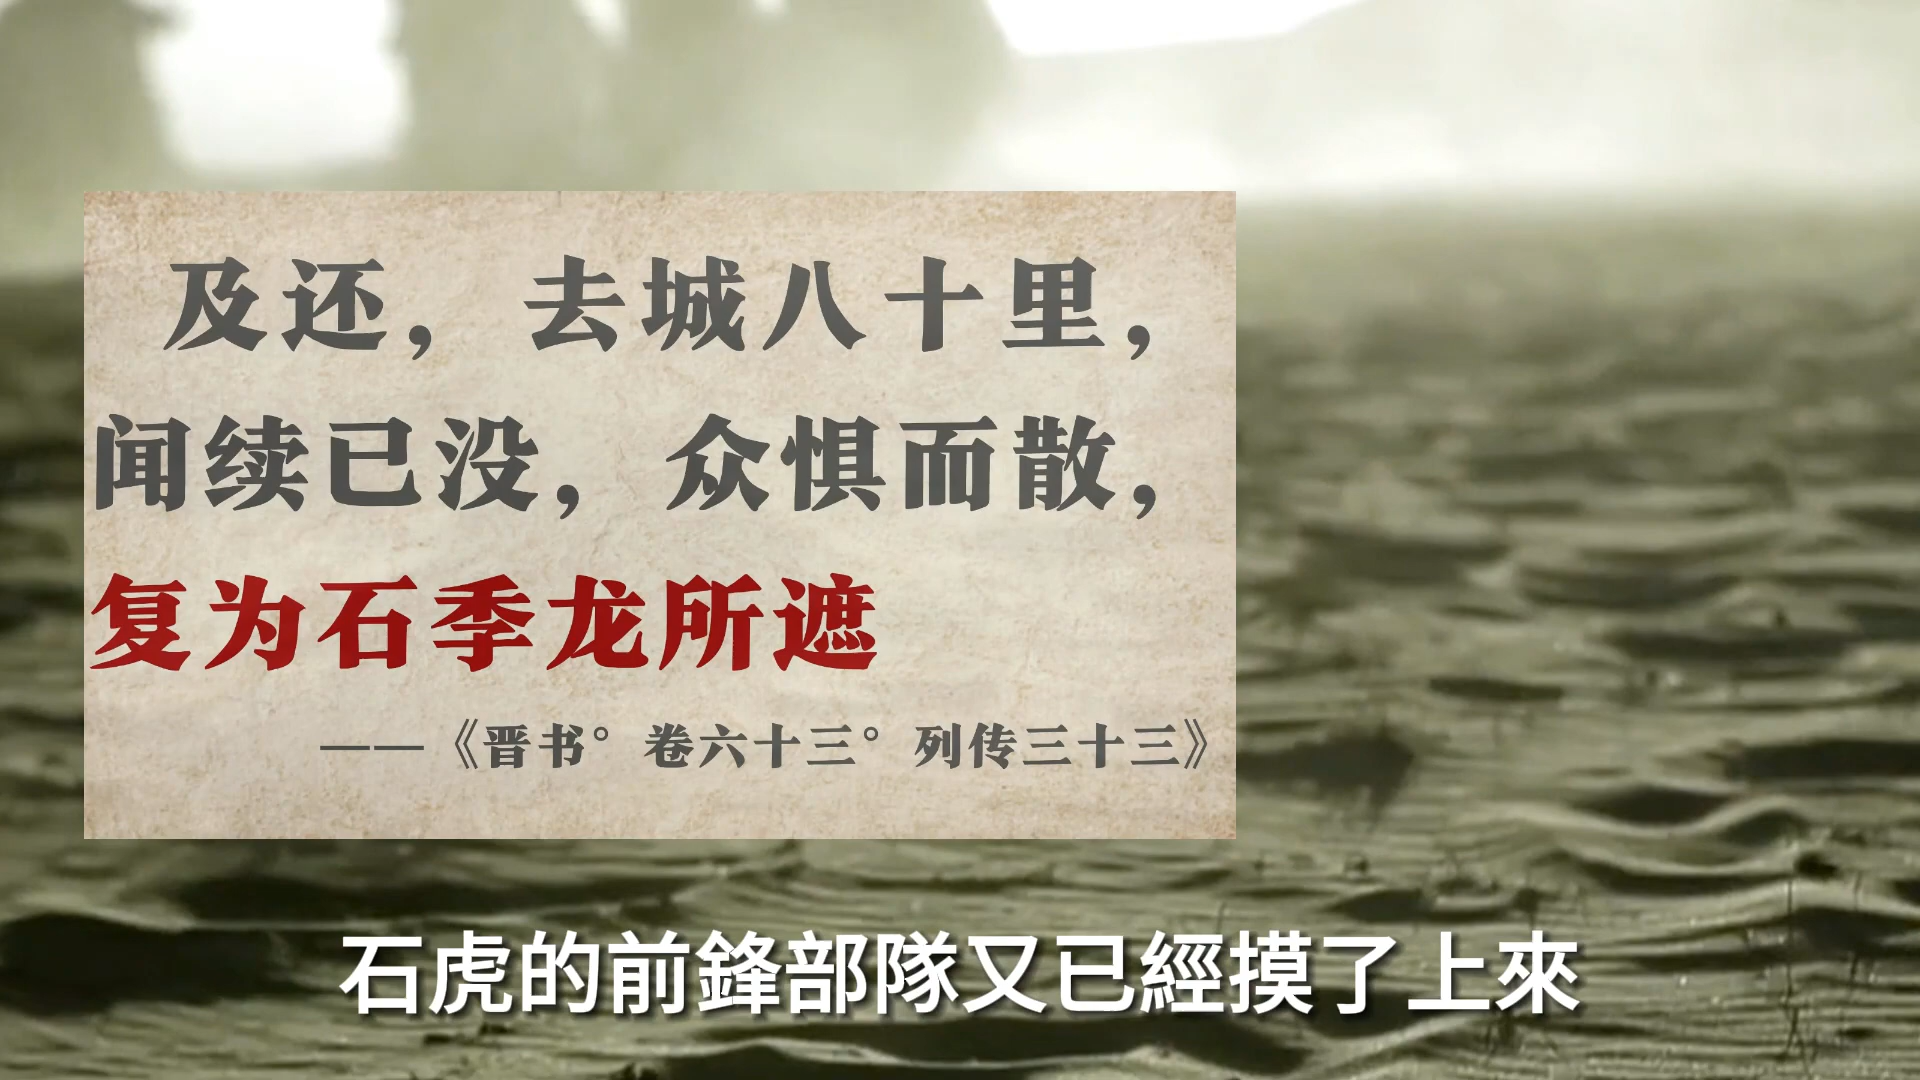 及还，去城八十里，
闻续已没，众惧而散，
复为石季龙所遮
——《晋书°卷六十三°列传三十三》
石虎的前鋒部隊又已經摸了上來